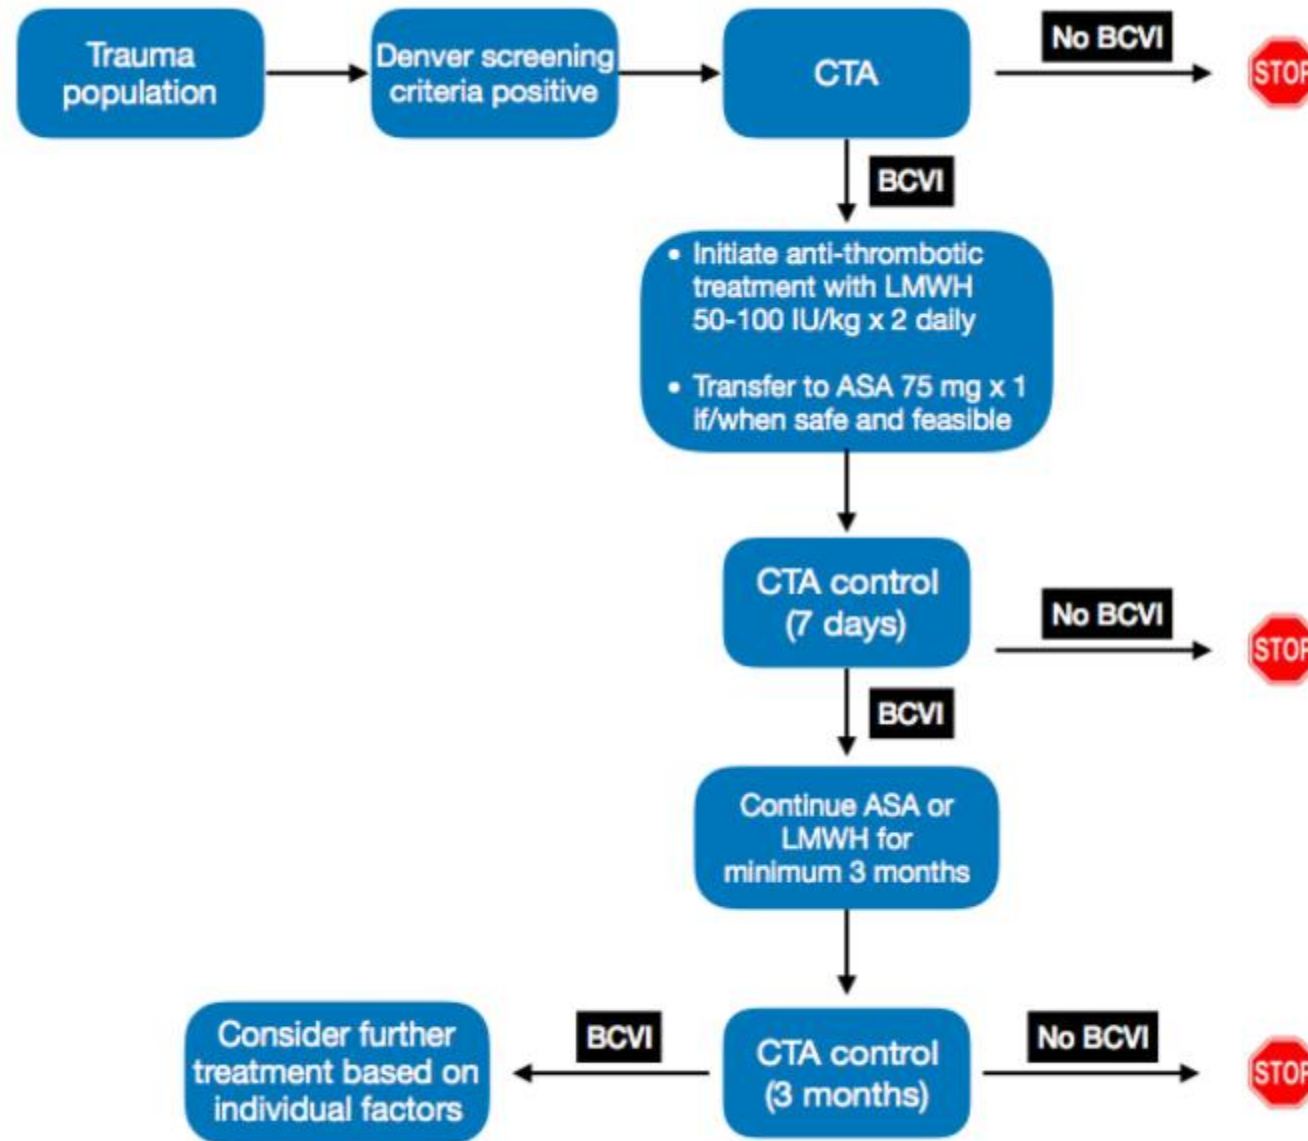 Trauma
population
Denver screening
criteria positive
CTA
No BCVI
STOP
BCVI
• Initiate anti-thrombotic
treatment with LMWH
50-100 IU/kg x 2 daily
• Transfer to ASA 75 mg x 1
if/when safe and feasible
CTA control
(7 days)
No BCVI
STOP
BCVI
Continue ASA or
LMWH for
minimum 3 months
Consider further
treatment based on
individual factors
BCVI
CTA control
(3 months)
No BCVI
STOP